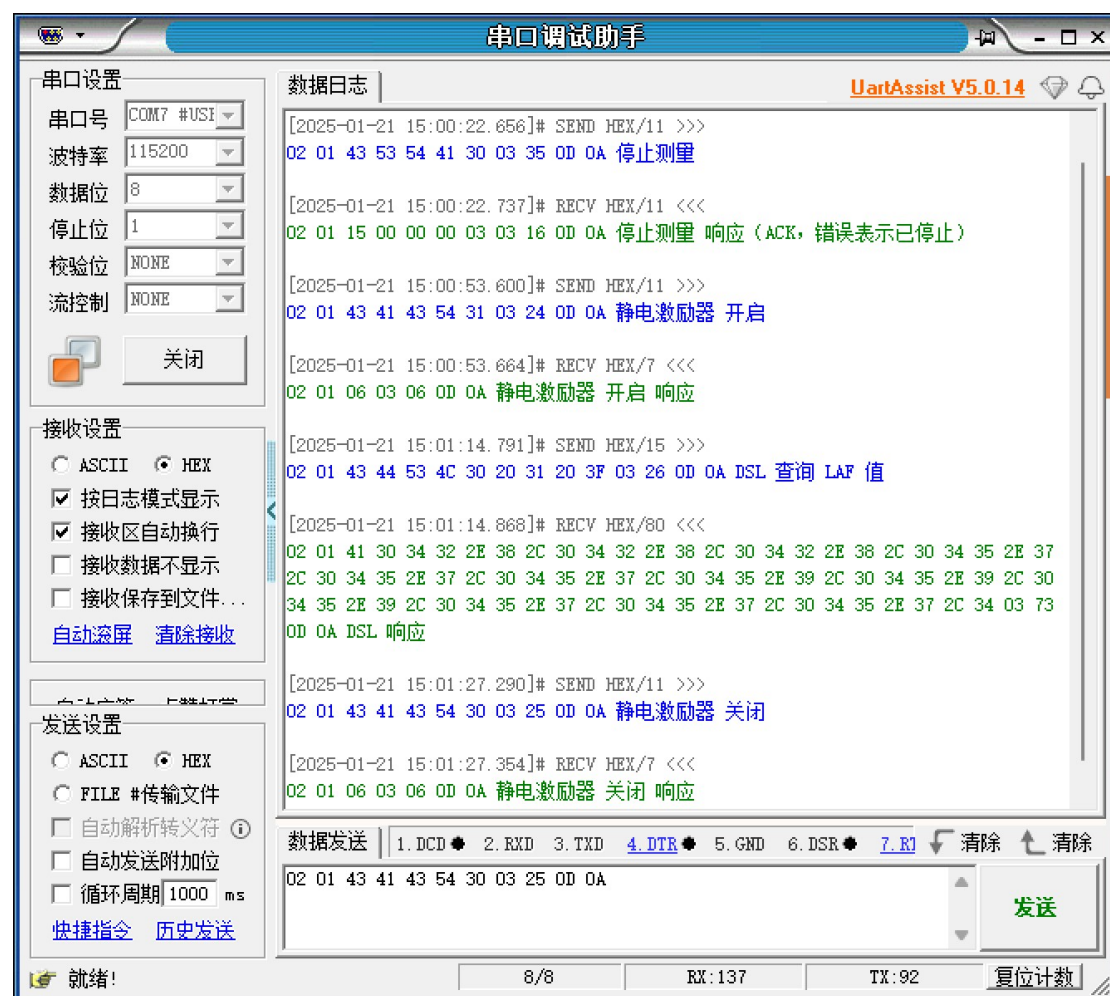 串口调试助手
串口设置
串口号 COM7 #USB
波特率 115200
数据位 8
停止位 1
校验位 NONE
流控制 NONE
关闭
接收设置
ASCII HEX
按日志模式显示
接收区自动换行
接收数据不显示
接收保存到文件...
自动滚屏 清除接收
发送设置
ASCII HEX
FILE #传输文件
自动解析转义符
自动发送附加位
循环周期 1000 ms
快捷指令 历史发送
数据日志
UartAssist V5.0.14
[2025-01-21 15:00:22.656]# SEND HEX/11 >>>
02 01 43 53 54 41 30 03 35 0D 0A 停止测量
[2025-01-21 15:00:22.737]# RECV HEX/11 <<<
02 01 15 00 00 00 03 03 16 0D 0A 停止测量 响应（ACK，错误表示已停止）
[2025-01-21 15:00:53.600]# SEND HEX/11 >>>
02 01 43 41 43 54 31 03 24 0D 0A 静电激励器 开启
[2025-01-21 15:00:53.664]# RECV HEX/7 <<<
02 01 06 03 06 0D 0A 静电激励器 开启 响应
[2025-01-21 15:01:14.791]# SEND HEX/15 >>>
02 01 43 44 53 4C 30 20 31 20 3F 03 26 0D 0A DSL 查询 LAF 值
[2025-01-21 15:01:14.868]# RECV HEX/80 <<<
02 01 41 30 34 32 2E 38 2C 30 34 32 2E 38 2C 30 34 32 2E 38 2C 30 34 35 2E 37
2C 30 34 35 2E 37 2C 30 34 35 2E 37 2C 30 34 35 2E 39 2C 30 34 35 2E 39 2C 30
34 35 2E 39 2C 30 34 35 2E 37 2C 30 34 35 2E 37 2C 30 34 35 2E 37 2C 34 03 73
0D 0A DSL 响应
[2025-01-21 15:01:27.290]# SEND HEX/11 >>>
02 01 43 41 43 54 30 03 25 0D 0A 静电激励器 关闭
[2025-01-21 15:01:27.354]# RECV HEX/7 <<<
02 01 06 03 06 0D 0A 静电激励器 关闭 响应
数据发送 1.DCD 2.RXD 3.TXD 4.DTR 5.GND 6.DSR 7.RT 清除 清除
02 01 43 41 43 54 30 03 25 0D 0A
发送
就绪! 8/8 RX:137 TX:92 复位计数